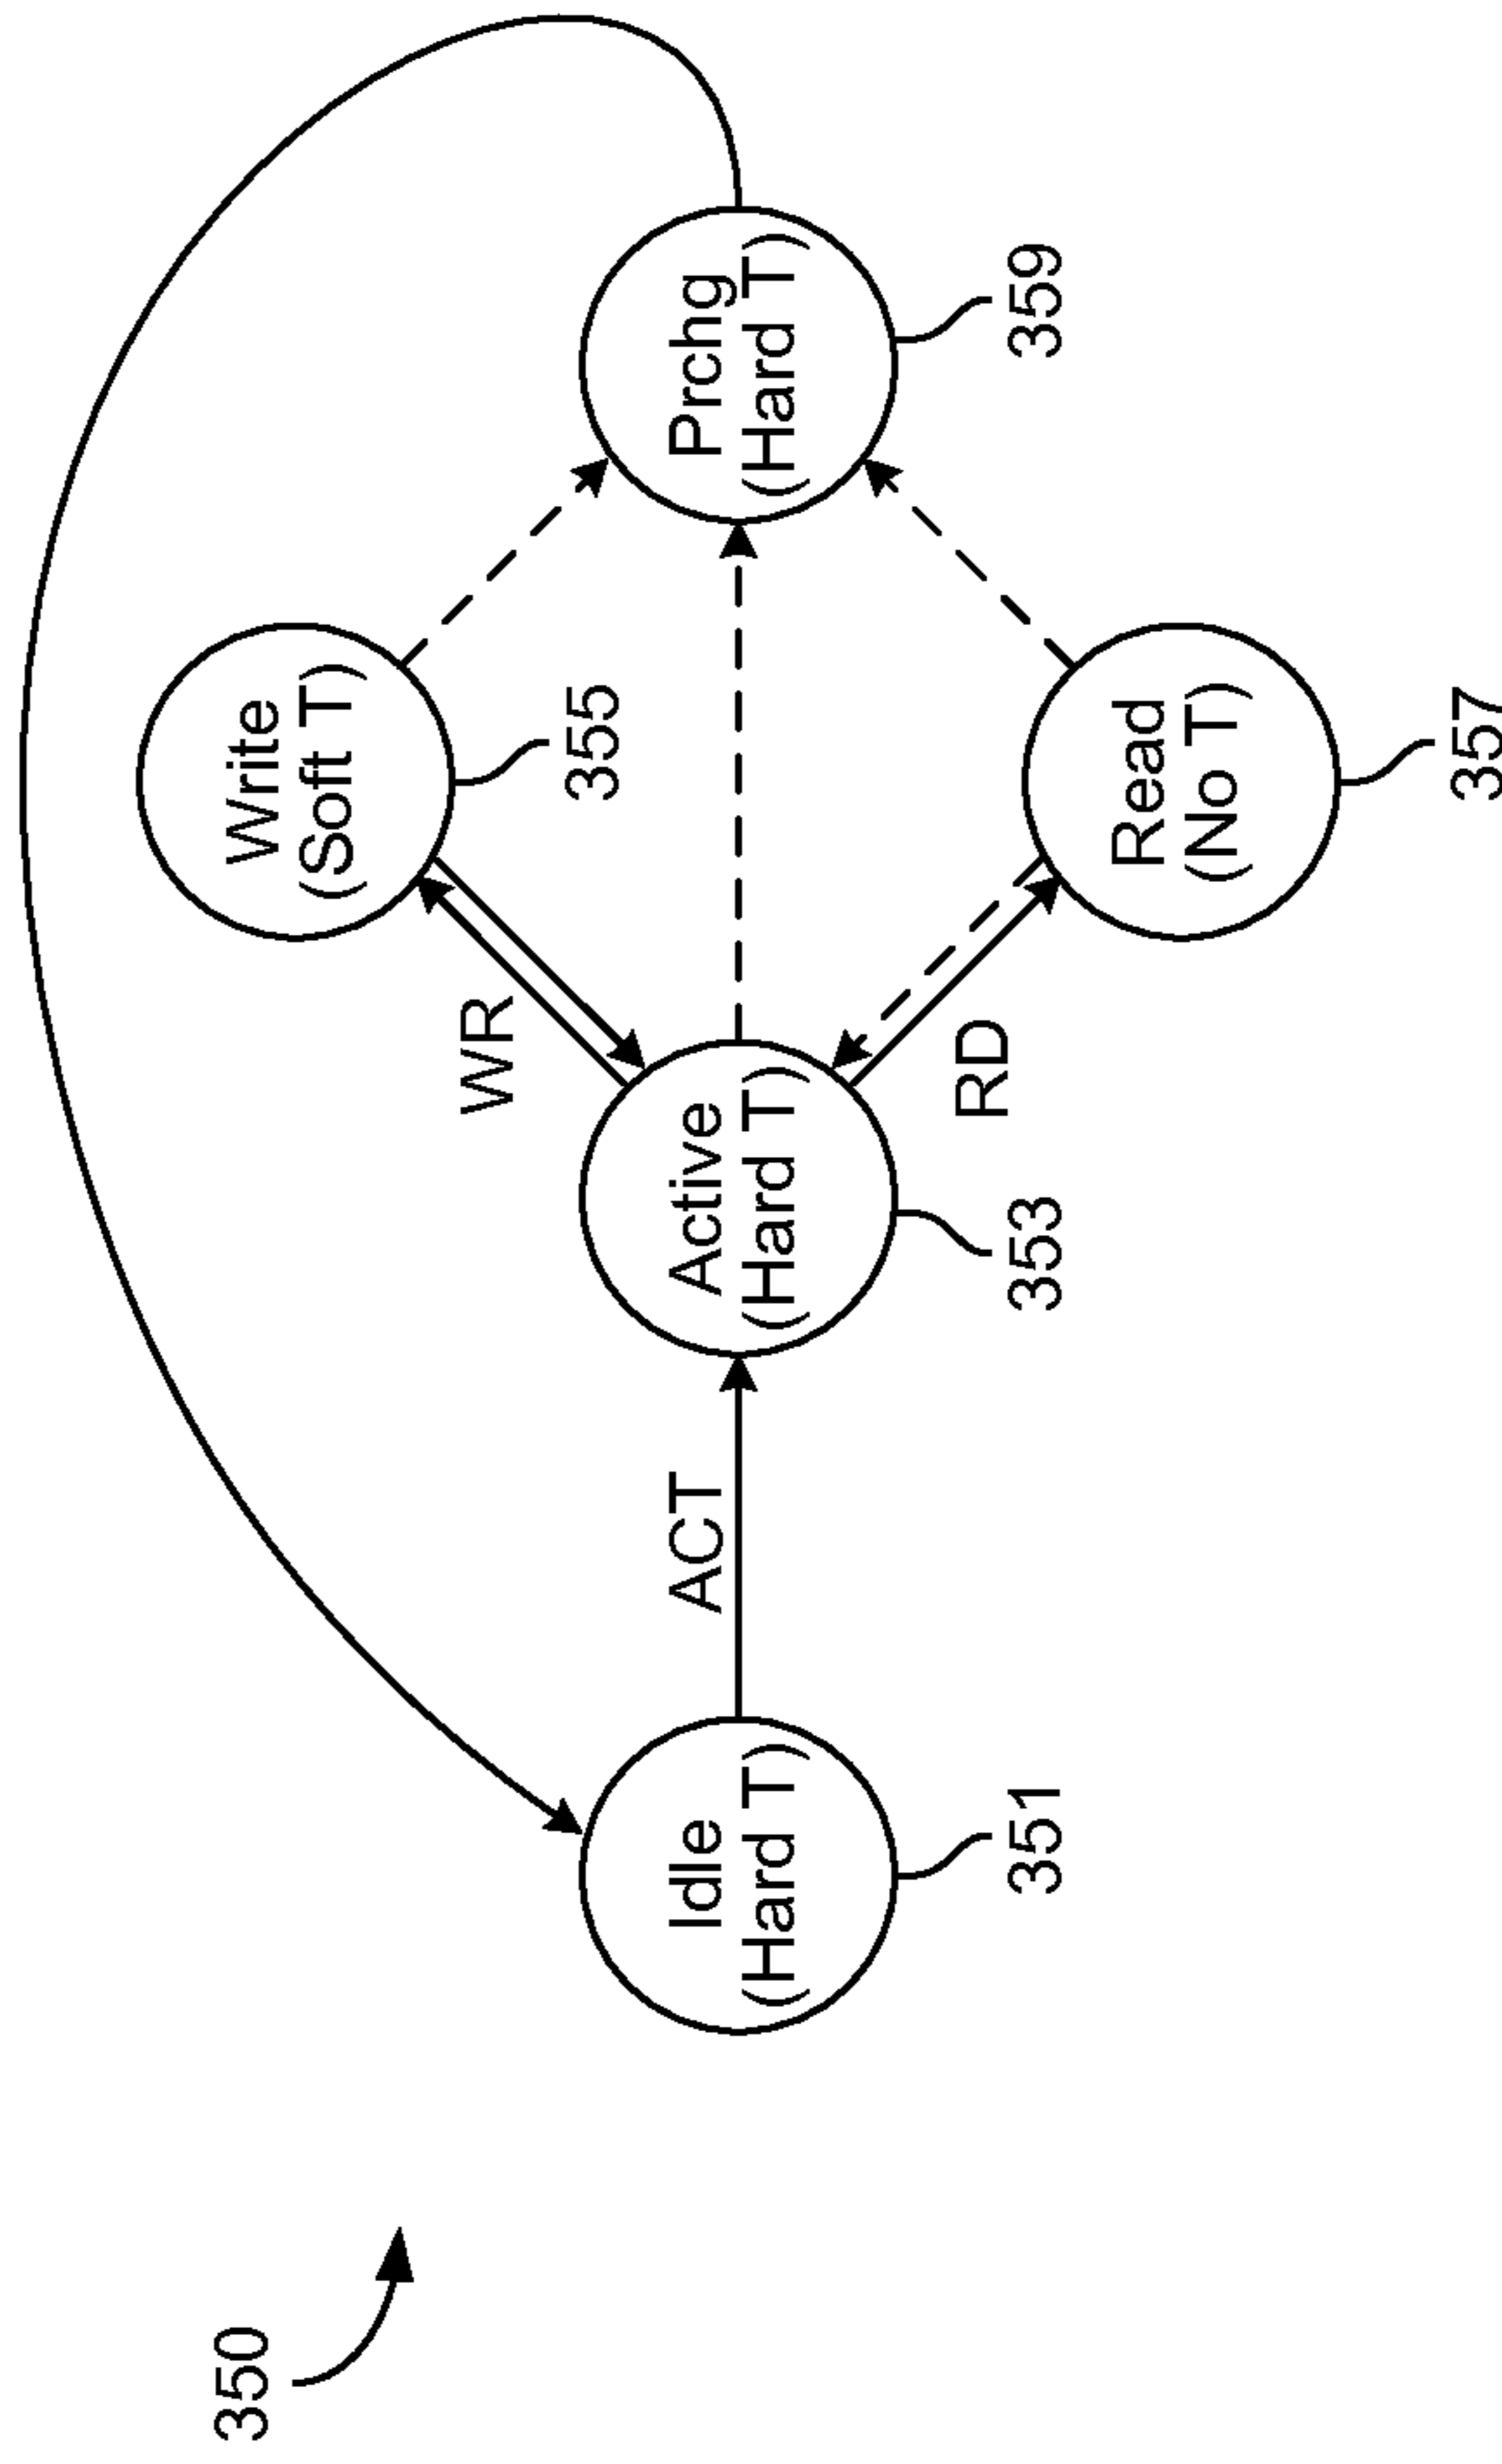 350
Idle
(Hard T)
351
ACT
Active
(Hard T)
353
WR
RD
Write
(Soft T)
355
Read
(No T)
357
Prchg
(Hard T)
359